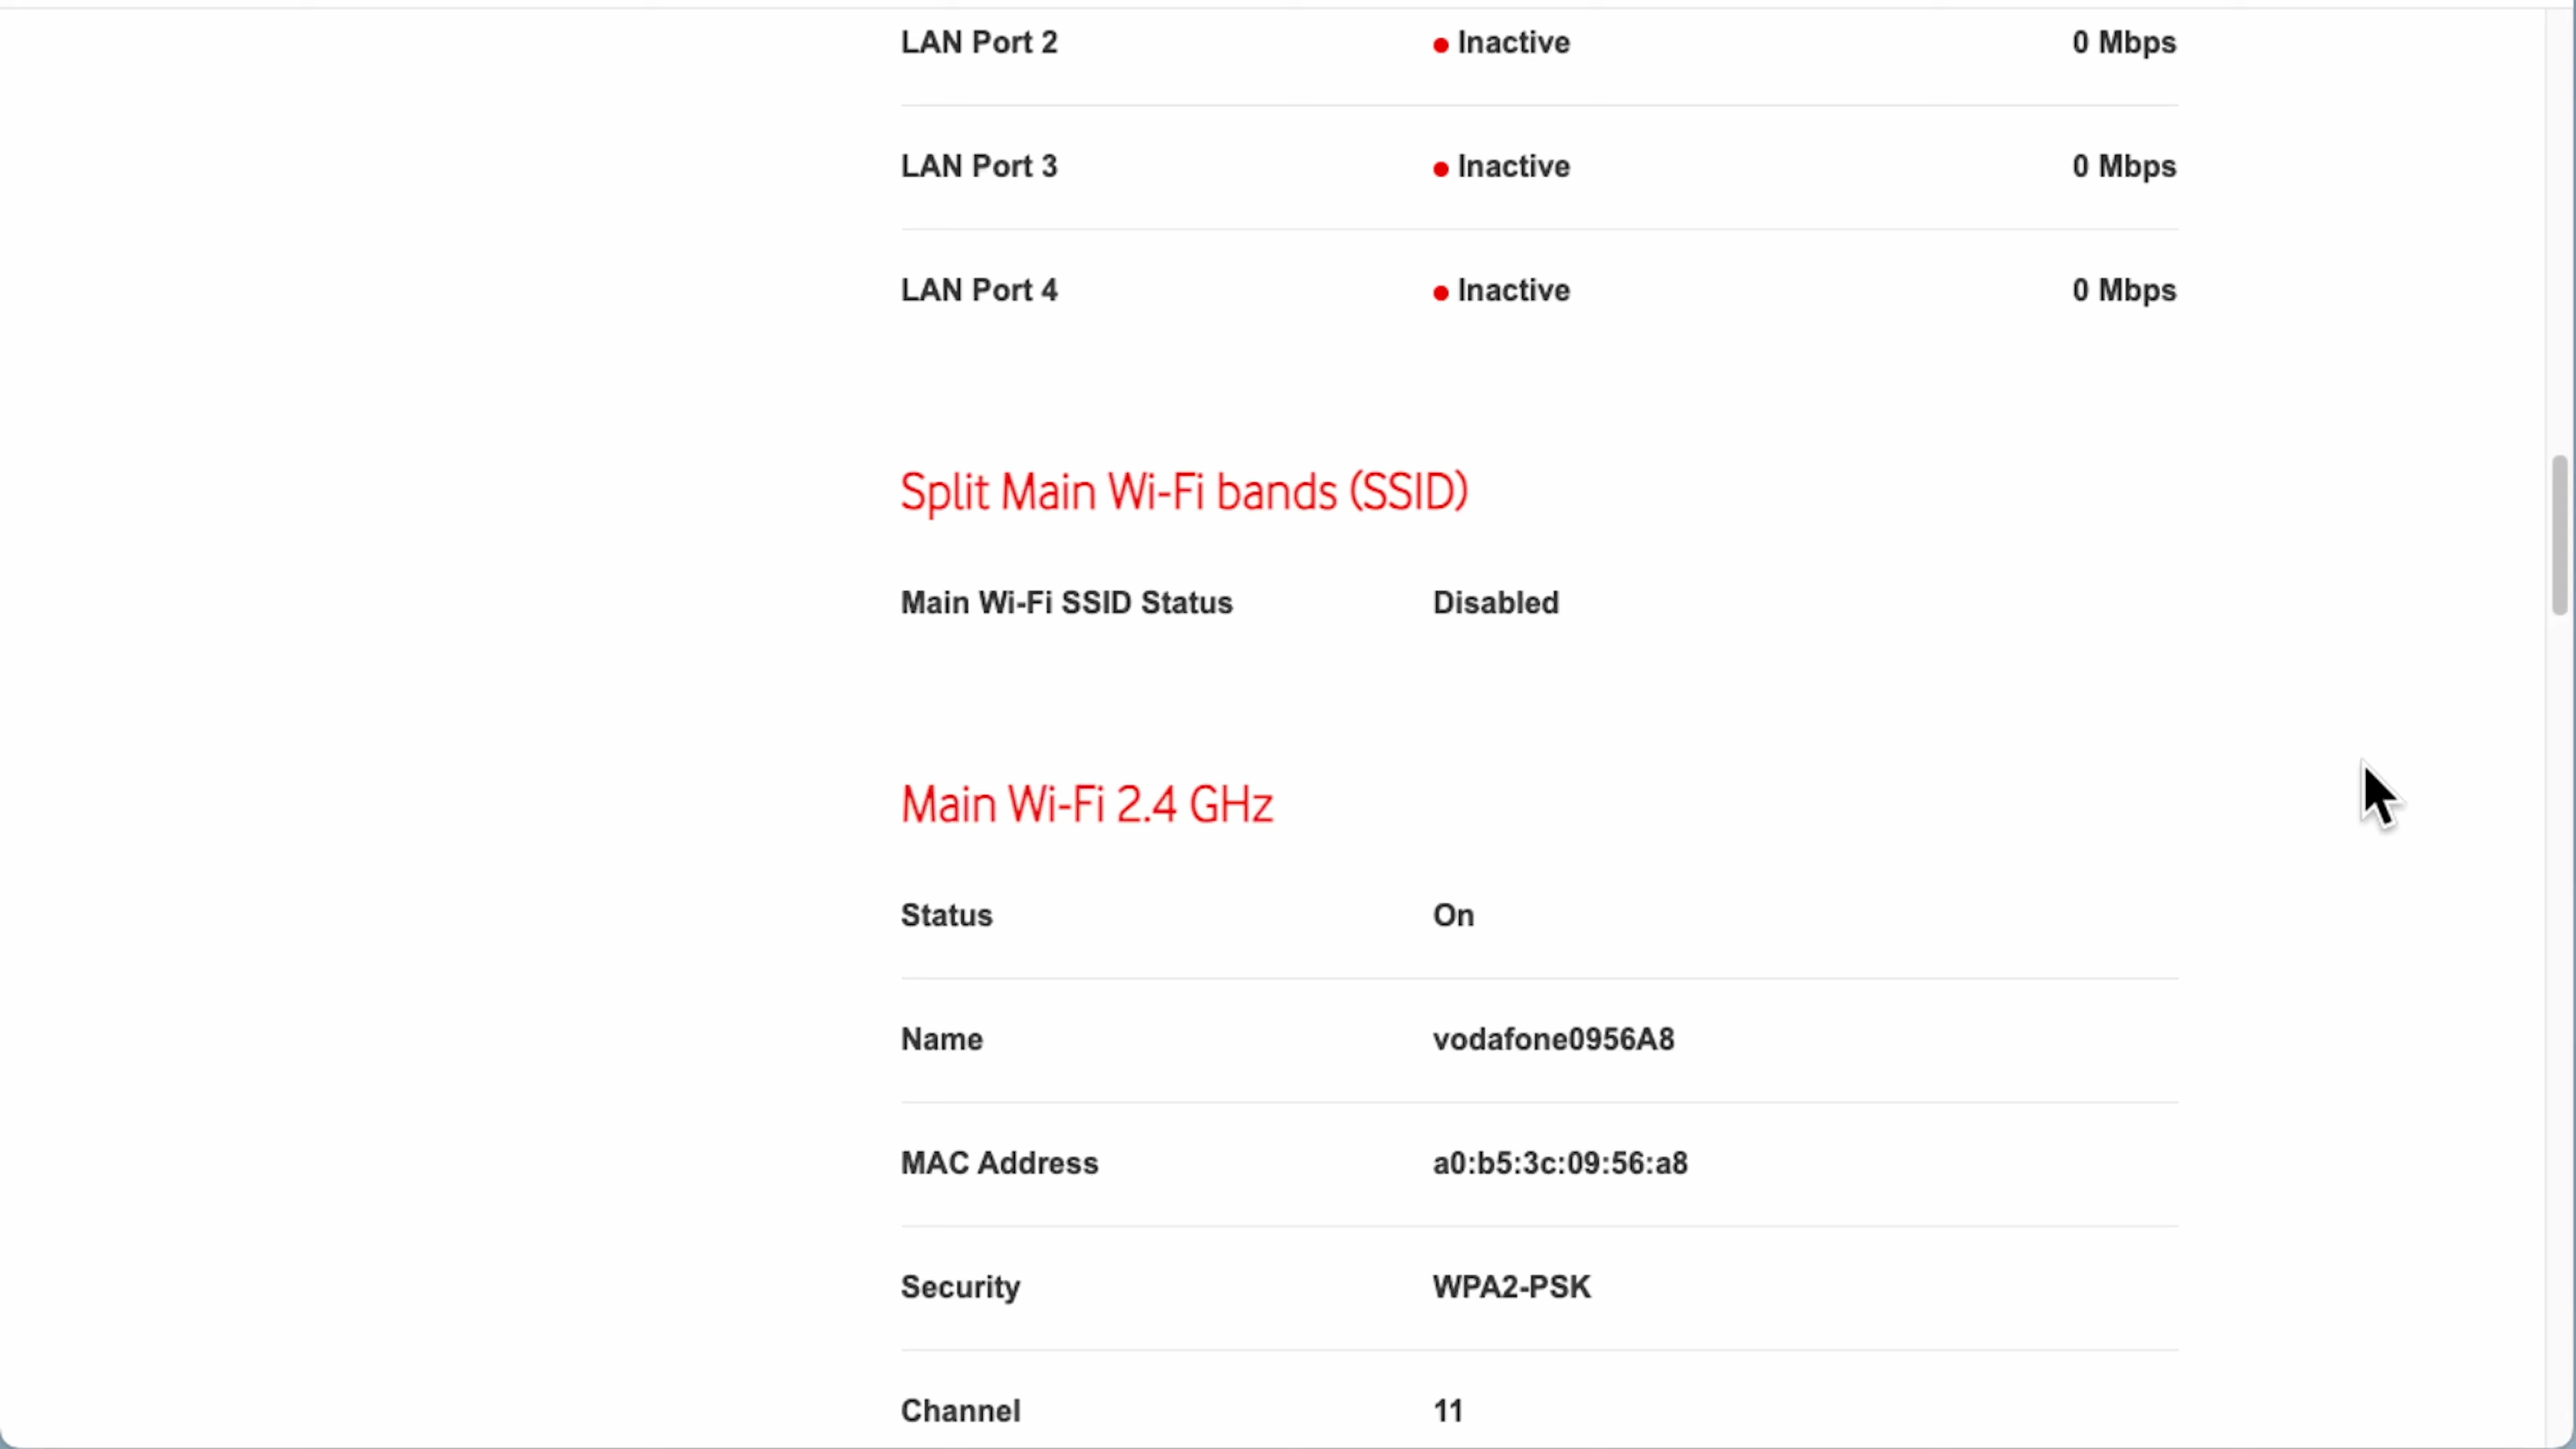 LAN Port 2 Inactive 0 Mbps
LAN Port 3 Inactive 0 Mbps
LAN Port 4 Inactive 0 Mbps
Split Main Wi-Fi bands (SSID)
Main Wi-Fi SSID Status Disabled
Main Wi-Fi 2.4 GHz
Status On
Name vodafone0956A8
MAC Address a0:b5:3c:09:56:a8
Security WPA2-PSK
Channel 11